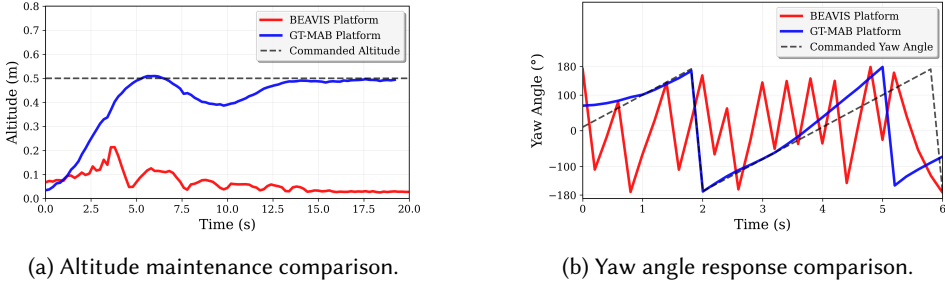 Altitude (m)
0.8
0.7
0.6
0.5
0.4
0.3
0.2
0.1
0.0
BEAVIS Platform
GT-MAB Platform
Commanded Altitude
0.0 2.5 5.0 7.5 10.0 12.5 15.0 17.5 20.0
Time (s)
(a) Altitude maintenance comparison.
Yaw Angle (°)
180
100
0
−100
−180
BEAVIS Platform
GT-MAB Platform
Commanded Yaw Angle
0 1 2 3 4 5 6
Time (s)
(b) Yaw angle response comparison.